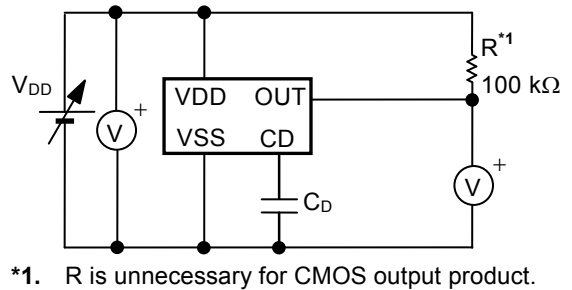 R*1
100 kΩ
VDD
V
+
VDD OUT
VSS CD
CD
V
+
*1. R is unnecessary for CMOS output product.